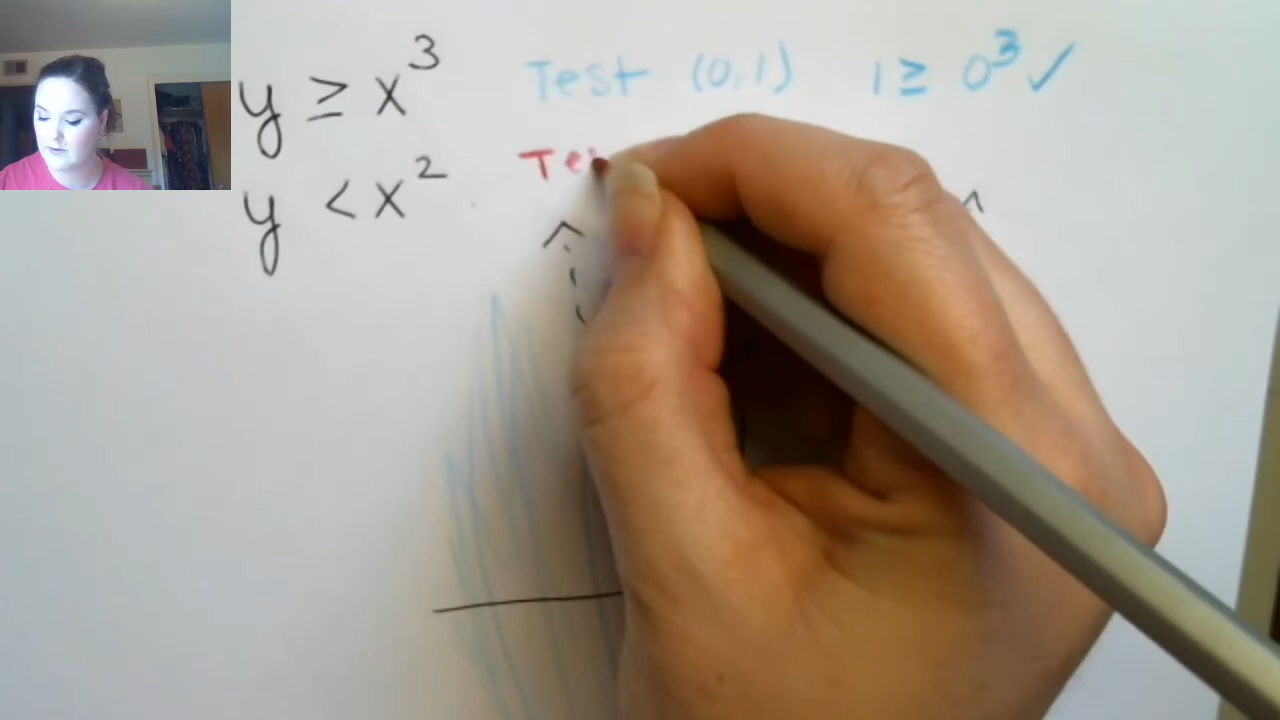 y ≥ x³ Test (0,1) 1 ≥ 0³ ✓
y < x² Te